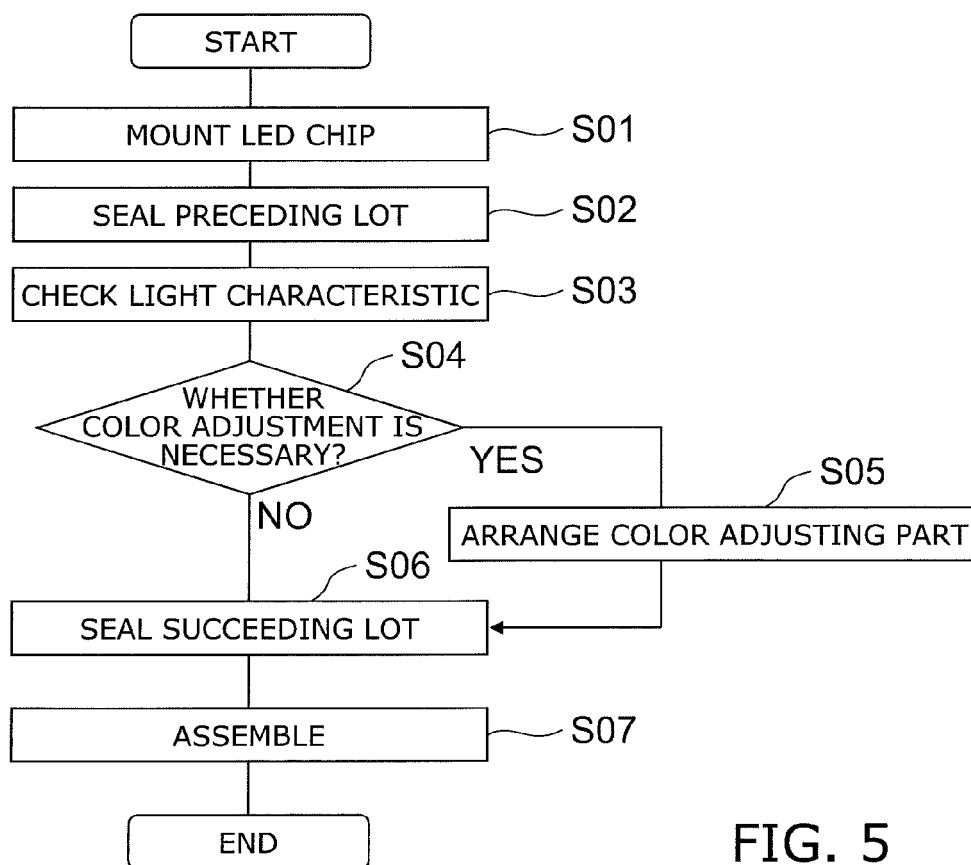 START
MOUNT LED CHIP
S01
SEAL PRECEDING LOT
S02
CHECK LIGHT CHARACTERISTIC
S03
S04
WHETHER
COLOR ADJUSTMENT IS
NECESSARY?
YES
NO
S05
ARRANGE COLOR ADJUSTING PART
S06
SEAL SUCCEEDING LOT
ASSEMBLE
S07
END
FIG. 5